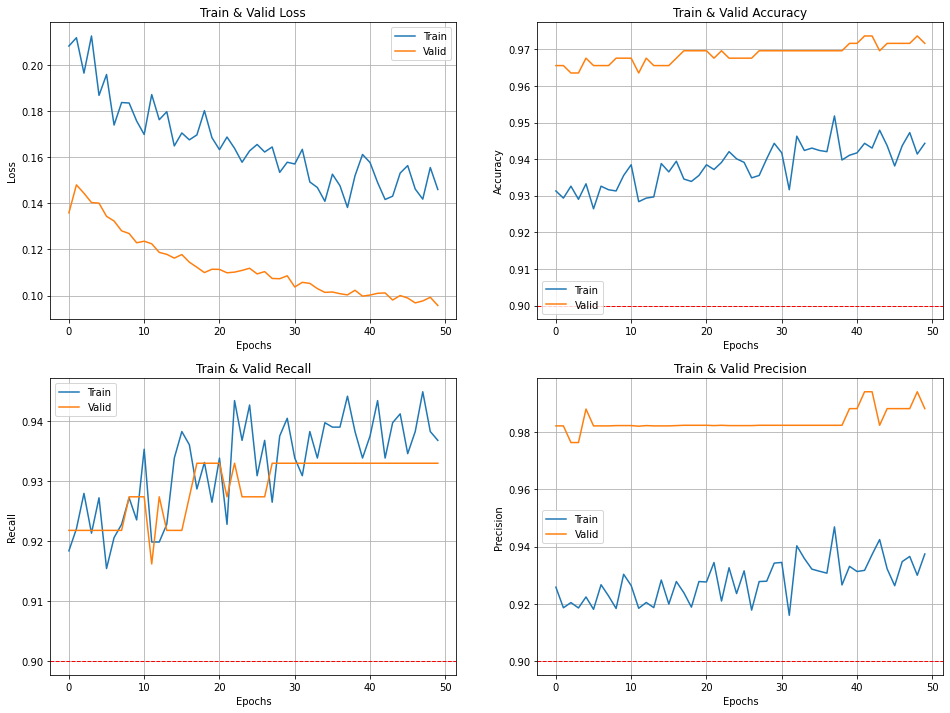 Train & Valid Loss
Train
Valid
0.20
0.18
0.16
0.14
0.12
0.10
Loss
0 10 20 30 40 50
Epochs
Train & Valid Accuracy
0.97
0.96
0.95
0.94
0.93
0.92
0.91
0.90
Accuracy
Train
Valid
0 10 20 30 40 50
Epochs
Train & Valid Recall
Train
Valid
0.94
0.93
0.92
0.91
0.90
Recall
0 10 20 30 40 50
Epochs
Train & Valid Precision
0.98
0.96
0.94
0.92
0.90
Precision
Train
Valid
0 10 20 30 40 50
Epochs